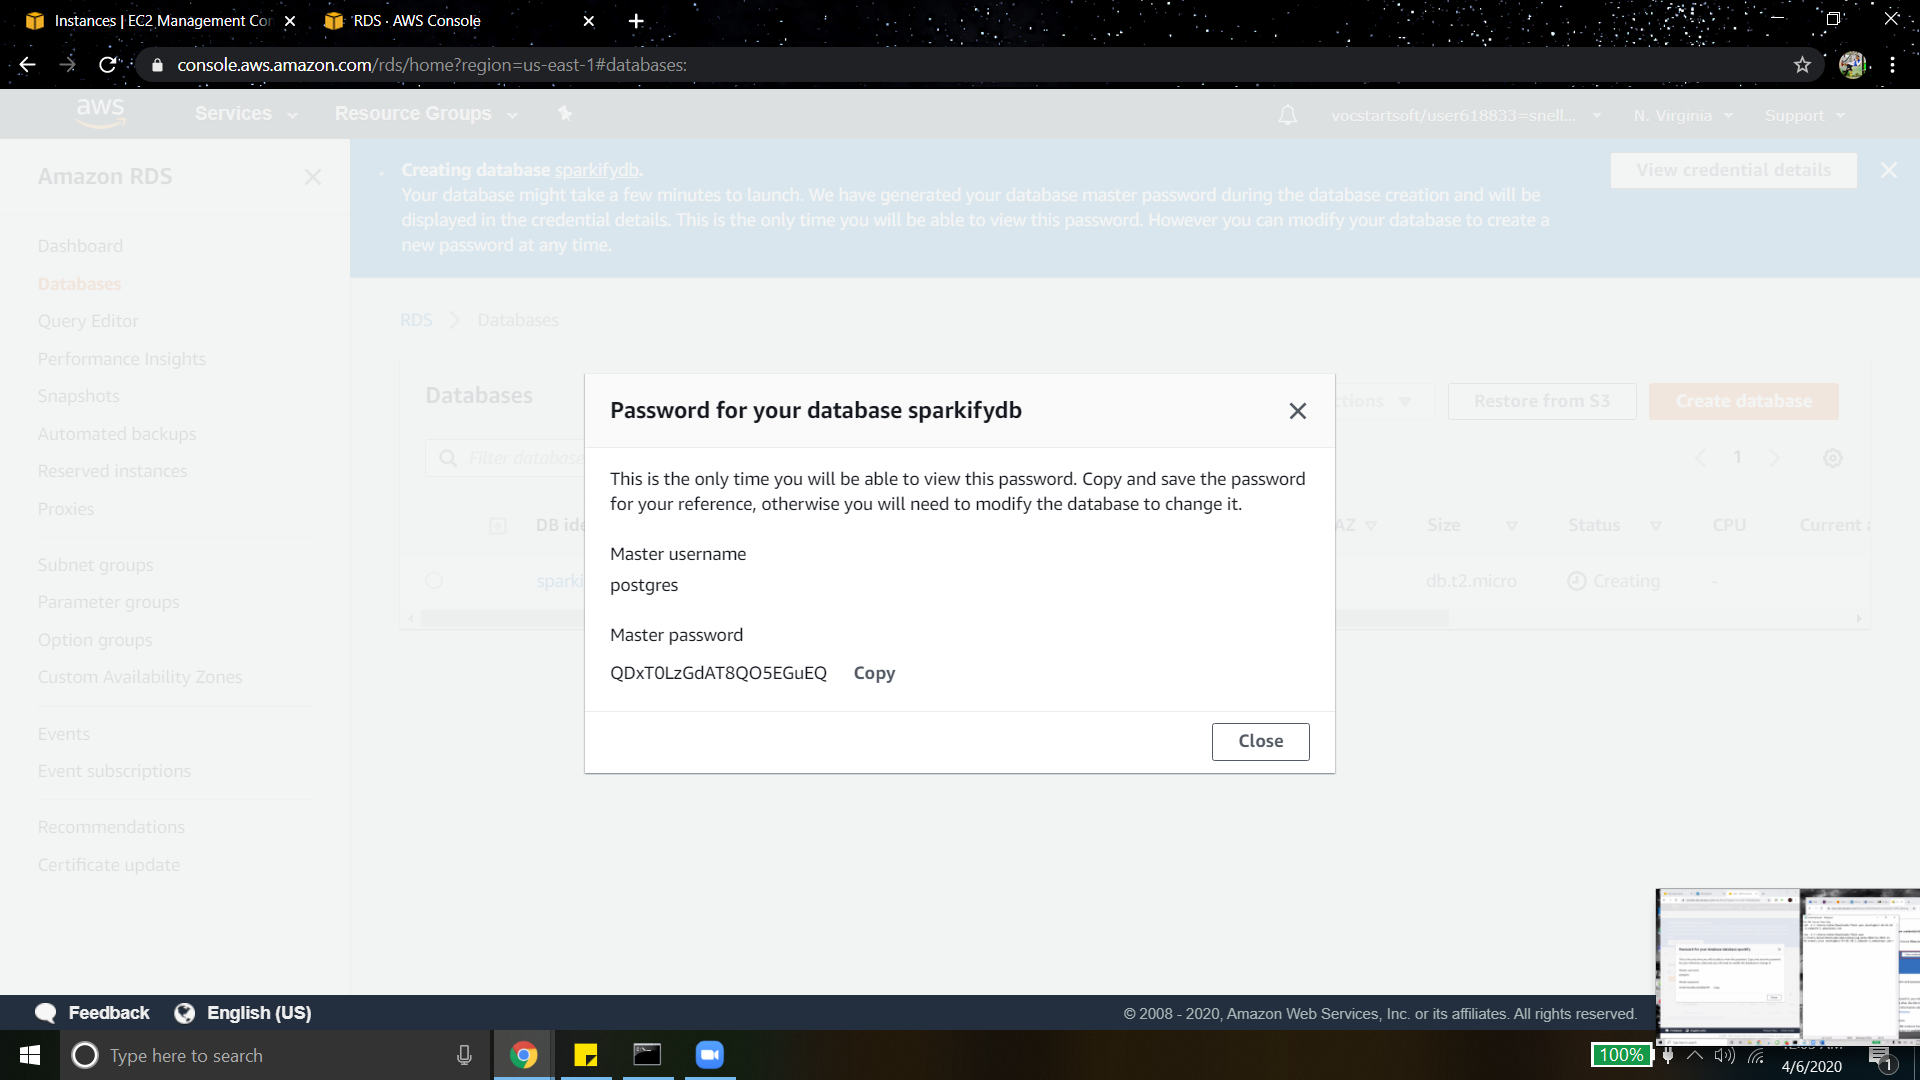 Instances | EC2 Management Con
RDS · AWS Console
console.aws.amazon.com/rds/home?region=us-east-1#databases:
aws
Services
Resource Groups
vocstartsoft/user618833=snell...
N. Virginia
Support
Amazon RDS
Creating database sparkifydb.
Your database might take a few minutes to launch. We have generated your database master password during the database creation and will be
displayed in the credential details. This is the only time you will be able to view this password. However you can modify your database to create a
new password at any time.
View credential details
Dashboard
Databases
Query Editor
Performance Insights
Snapshots
Automated backups
Reserved instances
Proxies
Subnet groups
Parameter groups
Option groups
Custom Availability Zones
Events
Event subscriptions
Recommendations
Certificate update
RDS
Databases
Databases
ctions
Restore from S3
Create database
Filter database
1
DB ide
AZ
Size
Status
CPU
Current a
sparki
db.t2.micro
Creating
-
Password for your database sparkifydb
This is the only time you will be able to view this password. Copy and save the password
for your reference, otherwise you will need to modify the database to change it.
Master username
postgres
Master password
QDxT0LzGdAT8QO5EGuEQ
Copy
Close
Feedback
English (US)
© 2008 - 2020, Amazon Web Services, Inc. or its affiliates. All rights reserved.
Type here to search
100%
4/6/2020
1